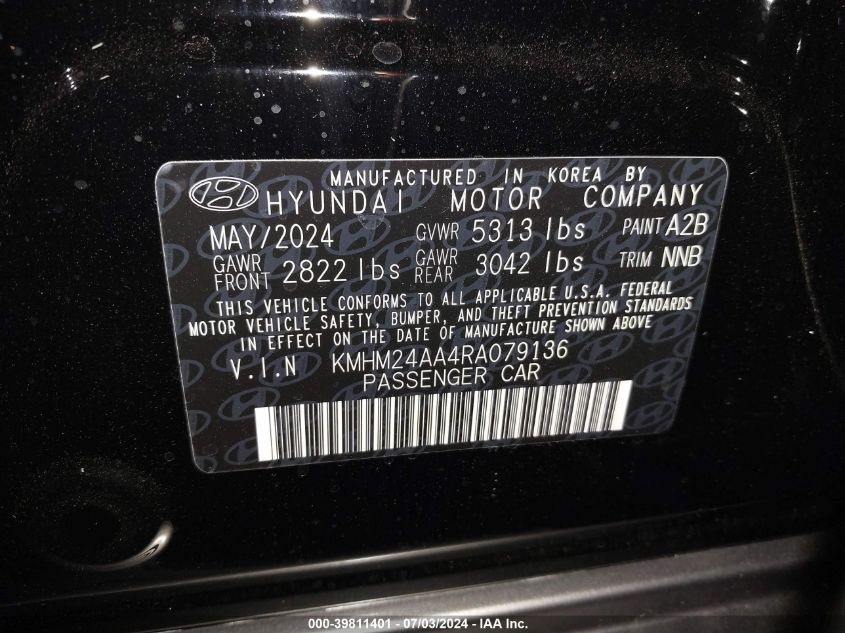 MANUFACTURED IN KOREA BY
HYUNDAI MOTOR COMPANY
MAY/2024 GVWR 5313 lbs PAINT A2B
GAWR FRONT 2822 lbs GAWR REAR 3042 lbs TRIM NNB
THIS VEHICLE CONFORMS TO ALL APPLICABLE U.S.A. FEDERAL
MOTOR VEHICLE SAFETY, BUMPER, AND THEFT PREVENTION STANDARDS
IN EFFECT ON THE DATE OF MANUFACTURE SHOWN ABOVE
V.I.N KMHM24AA4RA079136
PASSENGER CAR
000-39811401 - 07/03/2024 - IAA Inc.